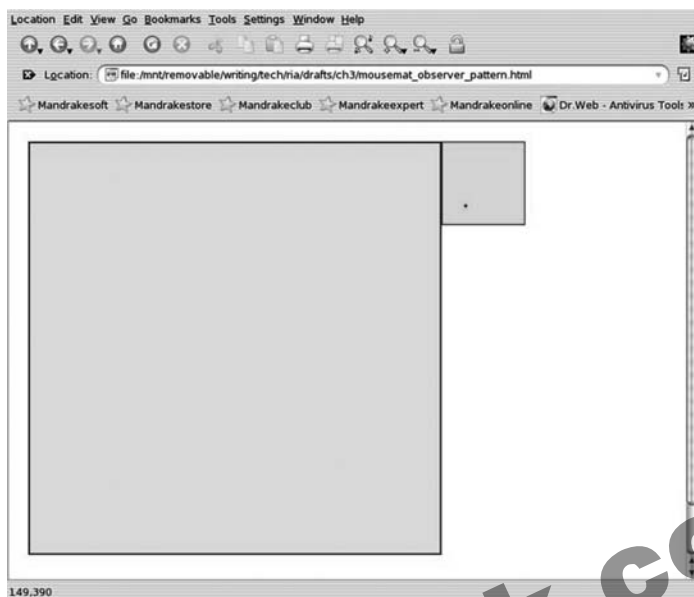 Location Edit View Go Bookmarks Tools Settings Window Help
Location: file:/mnt/removable/writing/tech/ria/drafts/ch3/mousemat_observer_pattern.html
Mandrakesoft Mandrakestore Mandrakeclub Mandrakeexpert Mandrakeonline Dr.Web - Antivirus Tools »
149,390